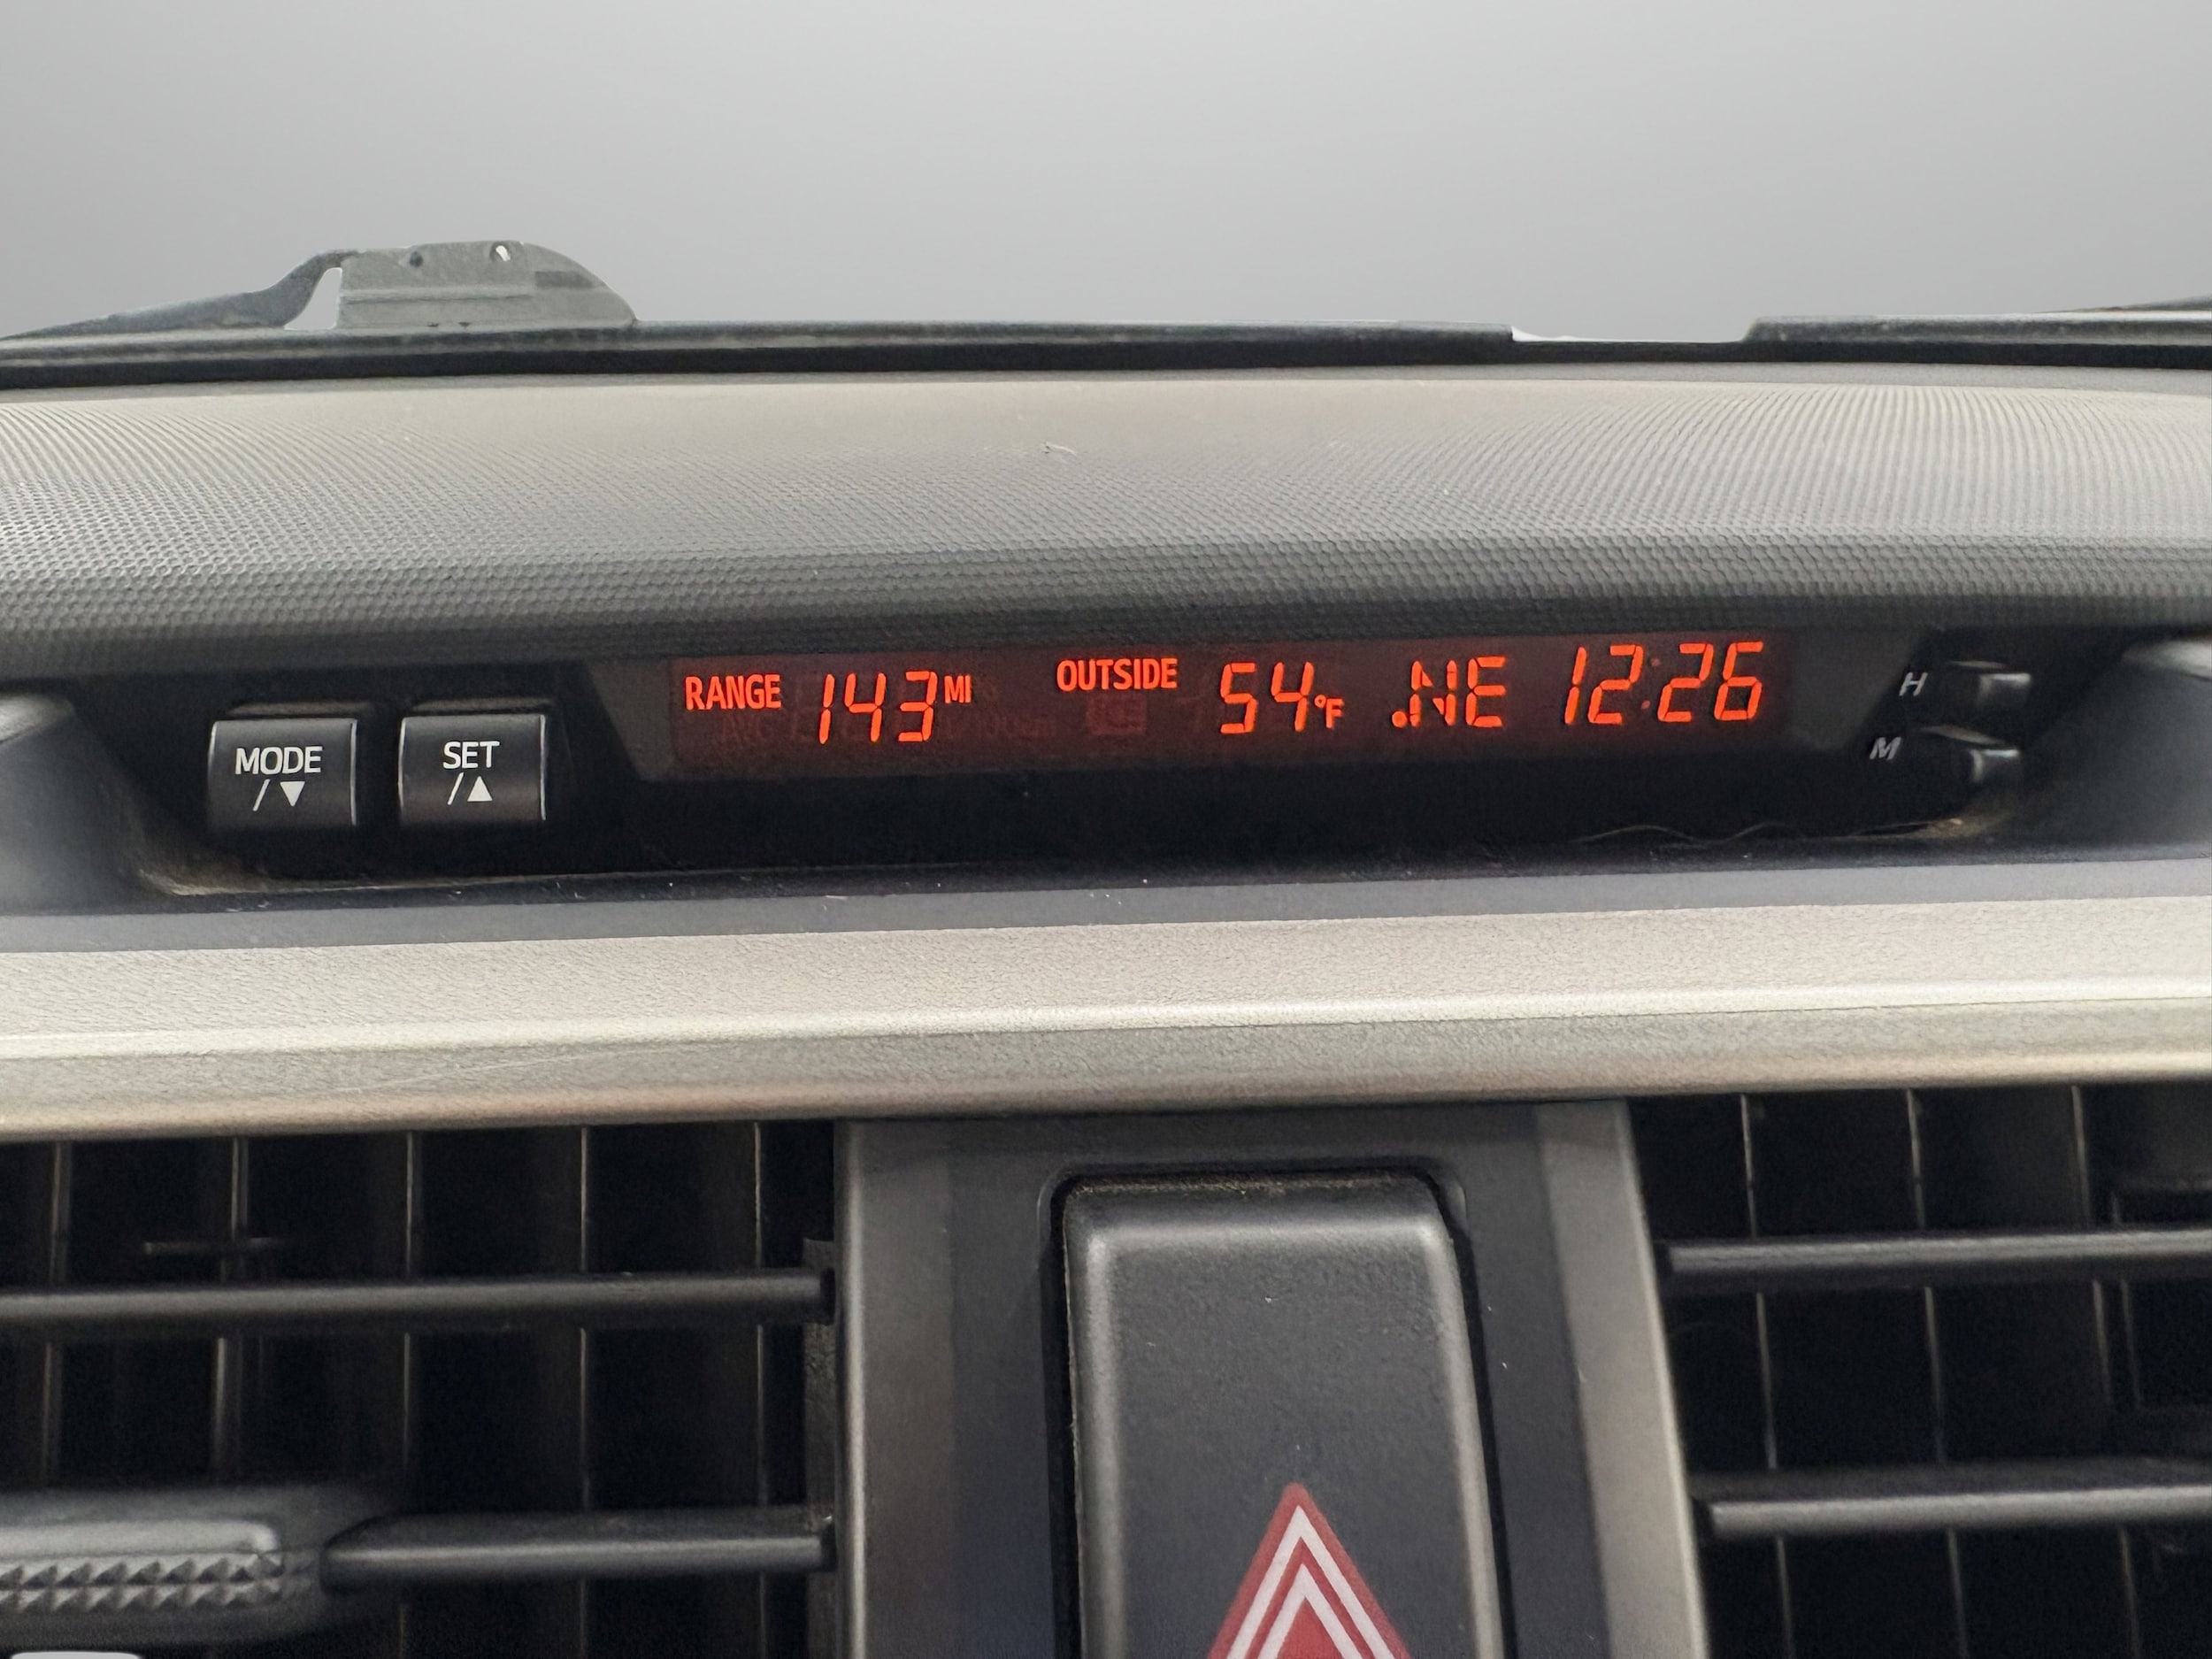 RANGE 143 MI OUTSIDE 54°F NE 12:26
MODE SET H
/▼ /▲ M